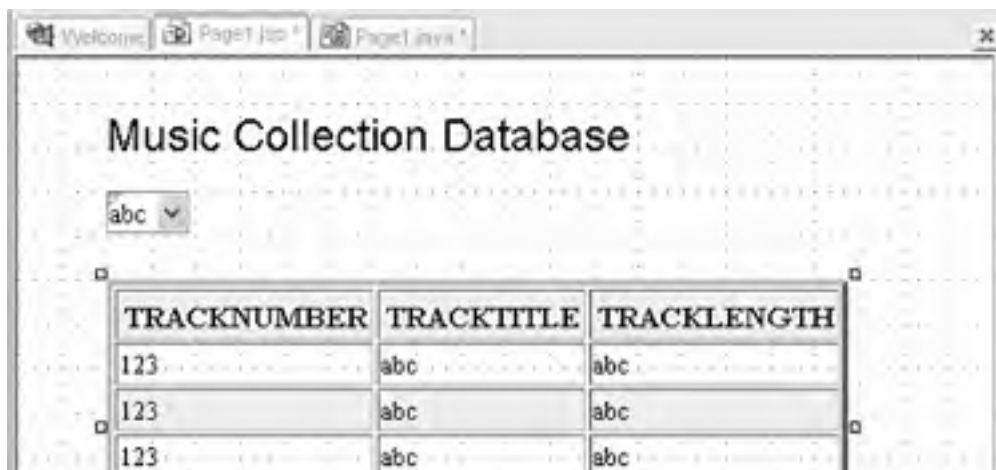 Welcome Page1.jsp * Page1.java *
Music Collection Database
abc
TRACKNUMBER TRACKTITLE TRACKLENGTH
123 abc abc
123 abc abc
123 abc abc